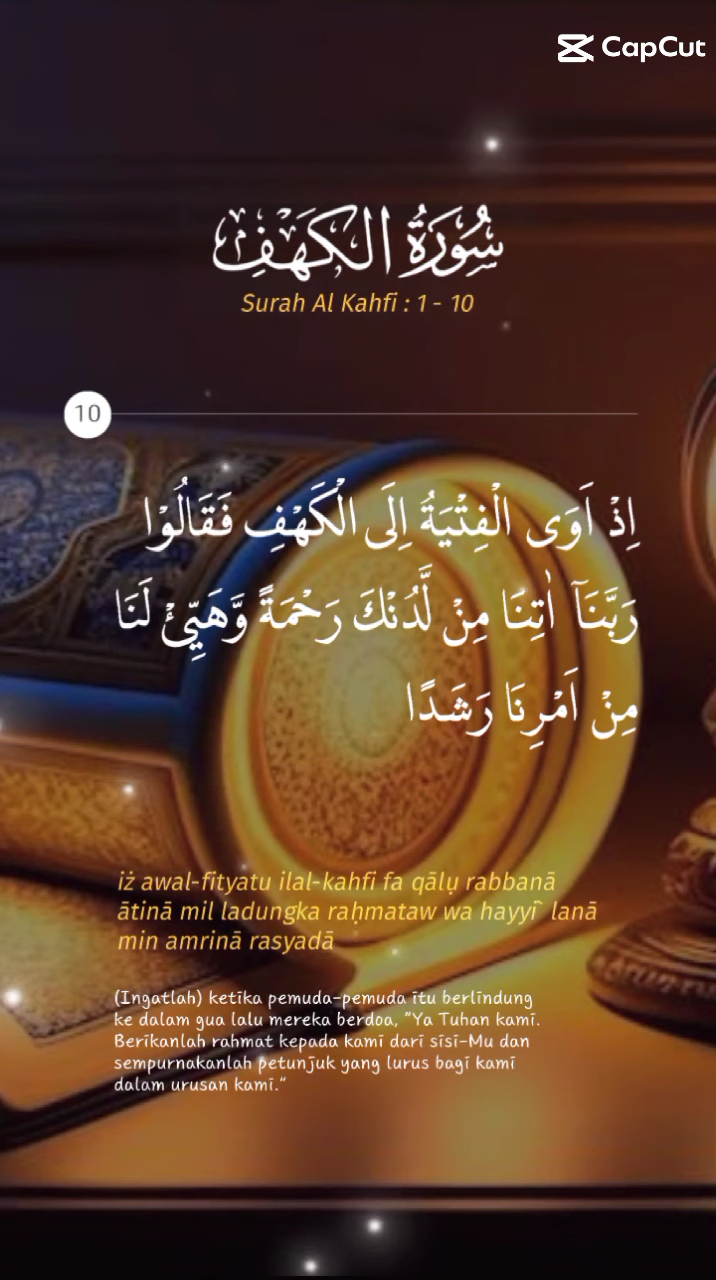 CapCut
سُوْرَةُ الْكَهْفِ
Surah Al Kahfi : 1 - 10
10
اِذْ اَوَى الْفِتْيَةُ اِلَى الْكَهْفِ فَقَالُوْا
رَبَّنَآ اٰتِنَا مِنْ لَّدُنْكَ رَحْمَةً وَّهَيِّئْ لَنَا
مِنْ اَمْرِنَا رَشَدًا
iż awal-fityatu ilal-kahfi fa qālụ rabbanā
ātinā mil ladungka raḥmataw wa hayyi` lanā
min amrinā rasyadā
(Ingatlah) ketika pemuda-pemuda itu berlindung
ke dalam gua lalu mereka berdoa, "Ya Tuhan kami.
Berikanlah rahmat kepada kami dari sisi-Mu dan
sempurnakanlah petunjuk yang lurus bagi kami
dalam urusan kami."